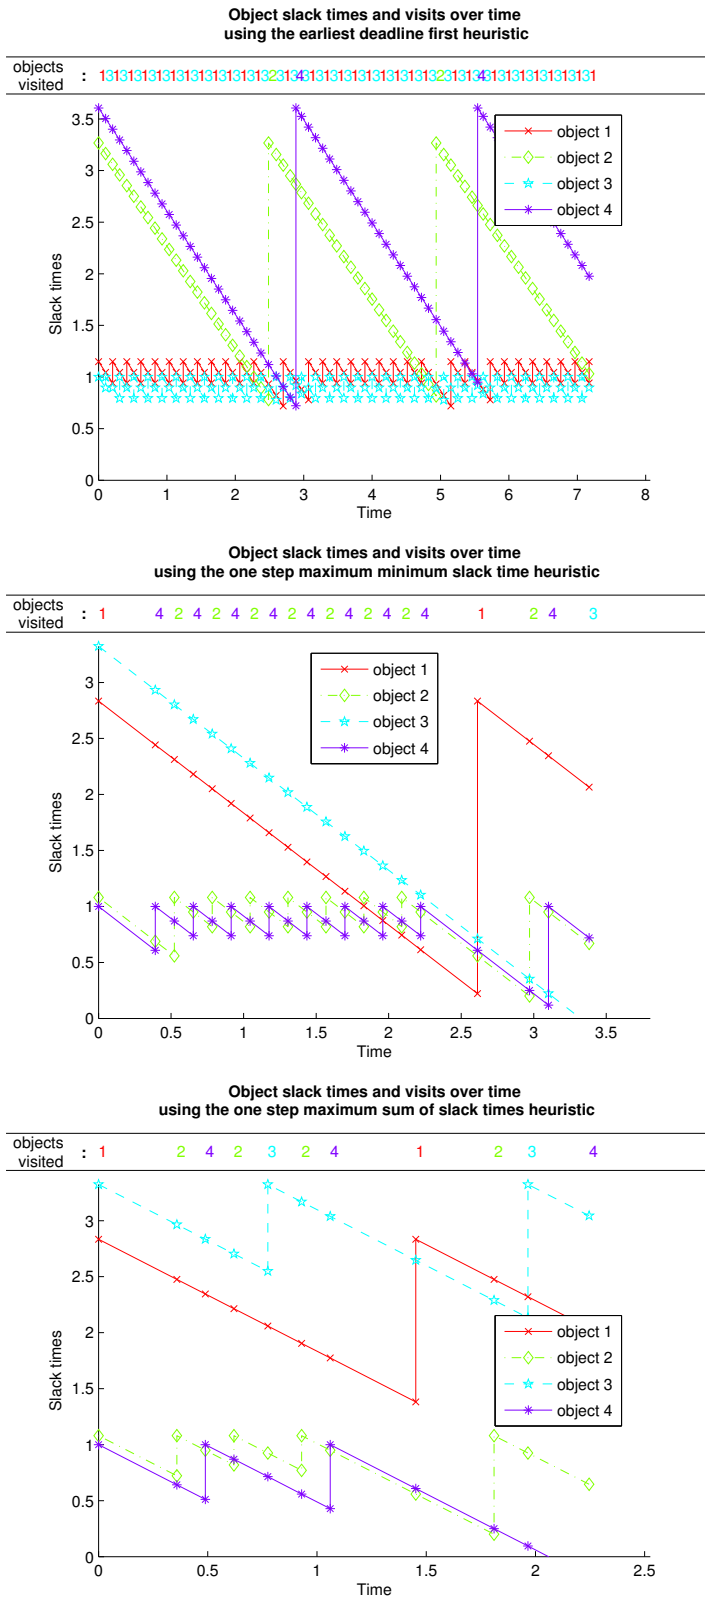 Object slack times and visits over time
using the earliest deadline first heuristic
objects
visited :
3.5
3
2.5
2
1.5
1
0.5
0
Slack times
object 1
object 2
object 3
object 4
0 1 2 3 4 5 6 7 8
Time
Object slack times and visits over time
using the one step maximum minimum slack time heuristic
objects
visited : 1 4 2 4 2 4 2 4 2 4 2 4 2 4 2 4 1 2 4 3
3
2.5
2
1.5
1
0.5
0
Slack times
object 1
object 2
object 3
object 4
0 0.5 1 1.5 2 2.5 3 3.5
Time
Object slack times and visits over time
using the one step maximum sum of slack times heuristic
objects
visited : 1 2 4 2 3 2 4 1 2 3 4
3
2.5
2
1.5
1
0.5
0
Slack times
object 1
object 2
object 3
object 4
0 0.5 1 1.5 2 2.5
Time